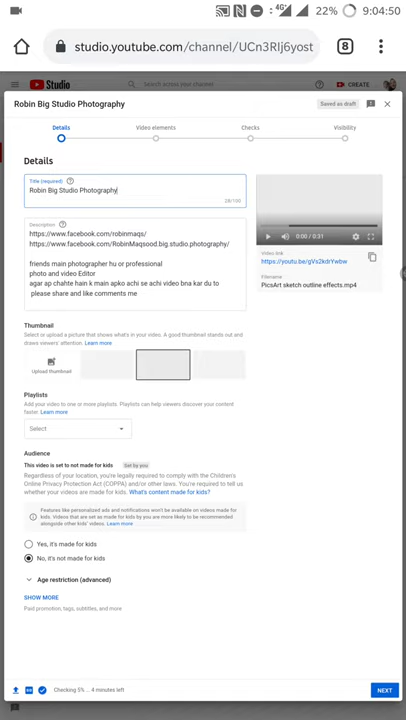 4G+ 22% 9:04:50
studio.youtube.com/channel/UCn3RIj6yost
8
Studio
Search across your channel
CREATE
Robin Big Studio Photography
Saved as draft
Details
Video elements
Checks
Visibility
Details
Title (required)
Robin Big Studio Photography
28/100
Description
https://www.facebook.com/robinmaqs/
https://www.facebook.com/RobinMaqsood.big.studio.photography/
friends main photographer hu or professional
photo and video Editor
agar ap chahte hain k main apko achi se achi video bna kar du to
please share and like comments me
0:00 / 0:31
Video link
https://youtu.be/gVs2kdrYwbw
Filename
PicsArt sketch outline effects.mp4
Thumbnail
Select or upload a picture that shows what's in your video. A good thumbnail stands out and
draws viewers' attention. Learn more
Upload thumbnail
Playlists
Add your video to one or more playlists. Playlists can help viewers discover your content
faster. Learn more
Select
Audience
This video is set to not made for kids Set by you
Regardless of your location, you're legally required to comply with the Children's
Online Privacy Protection Act (COPPA) and/or other laws. You're required to tell us
whether your videos are made for kids. What's content made for kids?
Features like personalized ads and notifications won't be available on videos made for
kids. Videos that are set as made for kids by you are more likely to be recommended
alongside other kids' videos. Learn more
Yes, it's made for kids
No, it's not made for kids
Age restriction (advanced)
SHOW MORE
Paid promotion, tags, subtitles, and more
Checking 5% ... 4 minutes left
NEXT